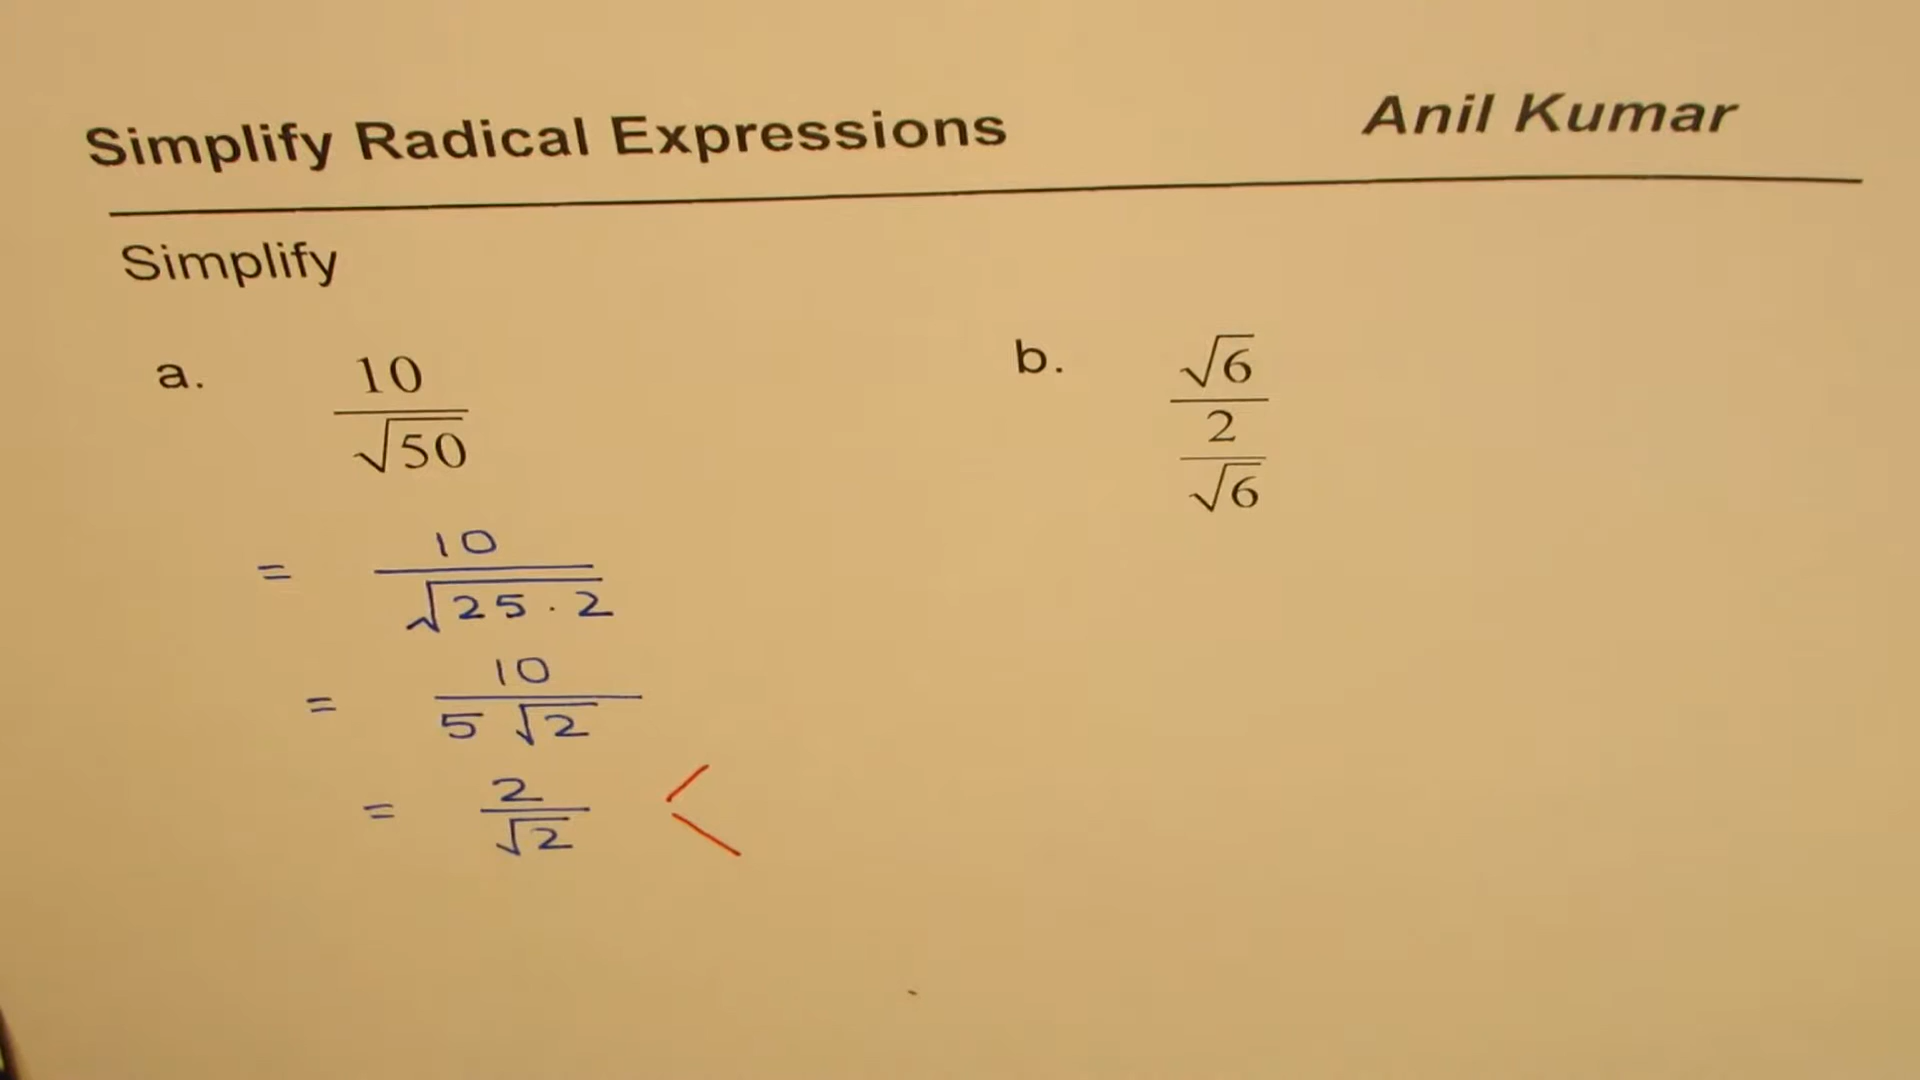 Simplify Radical Expressions Anil Kumar
Simplify
a. 10/√50
b. √6/(2/√6)
= 10/√(25 · 2)
= 10/(5 √2)
= 2/√2